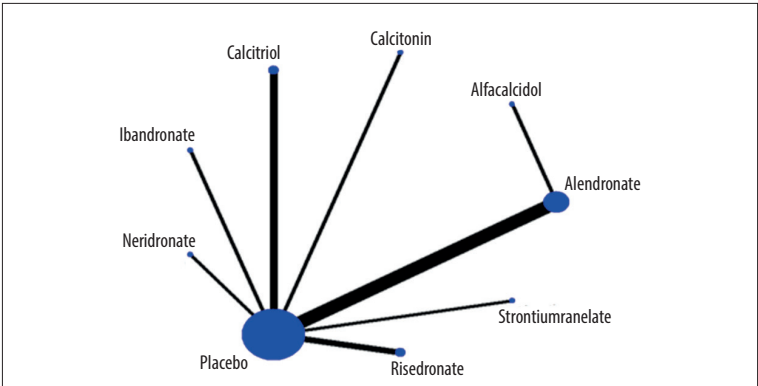 Calcitonin
Calcitriol
Alfacalcidol
Ibandronate
Alendronate
Neridronate
Strontiumranelate
Placebo
Risedronate